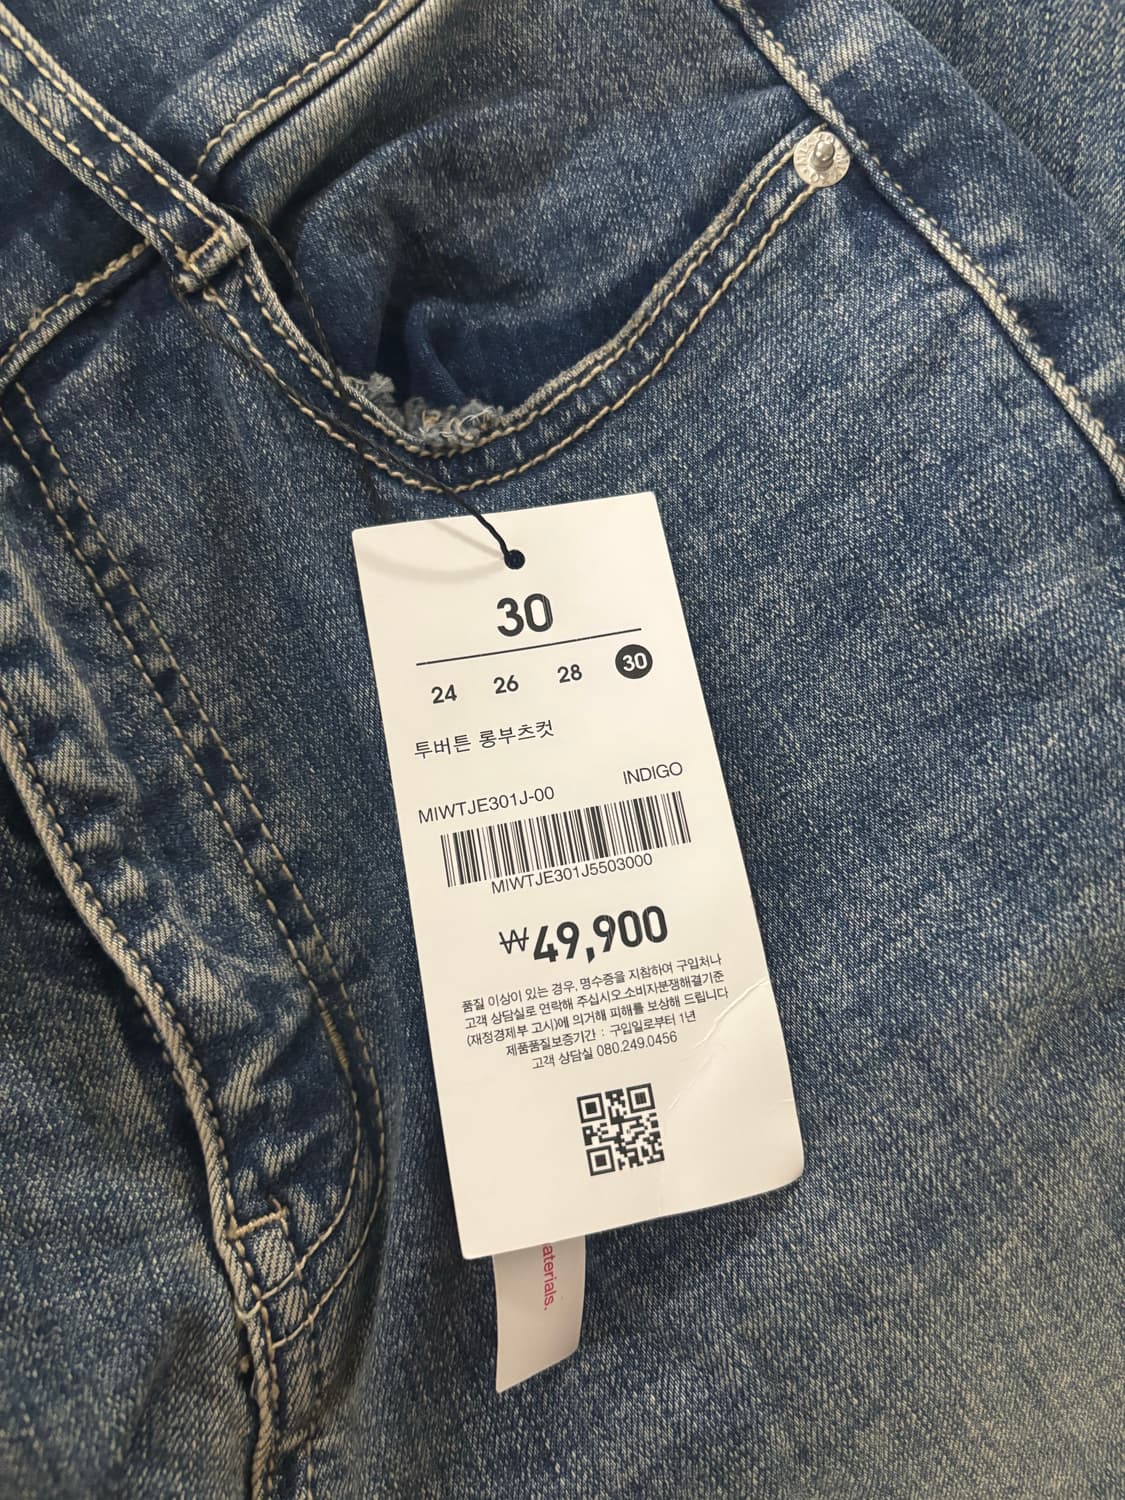 30
24 26 28 30
투버튼 롱부츠컷
MIWTJE301J-00 INDIGO
MIWTJE301J5503000
₩49,900
품질 이상이 있는 경우, 명수증을 지참하여 구입처나
고객 상담실로 연락해 주십시오.소비자분쟁해결기준
(재정경제부 고시)에 의거해 피해를 보상해 드립니다
제품품질보증기간 : 구입일로부터 1년
고객 상담실 080.249.0456
aterials.